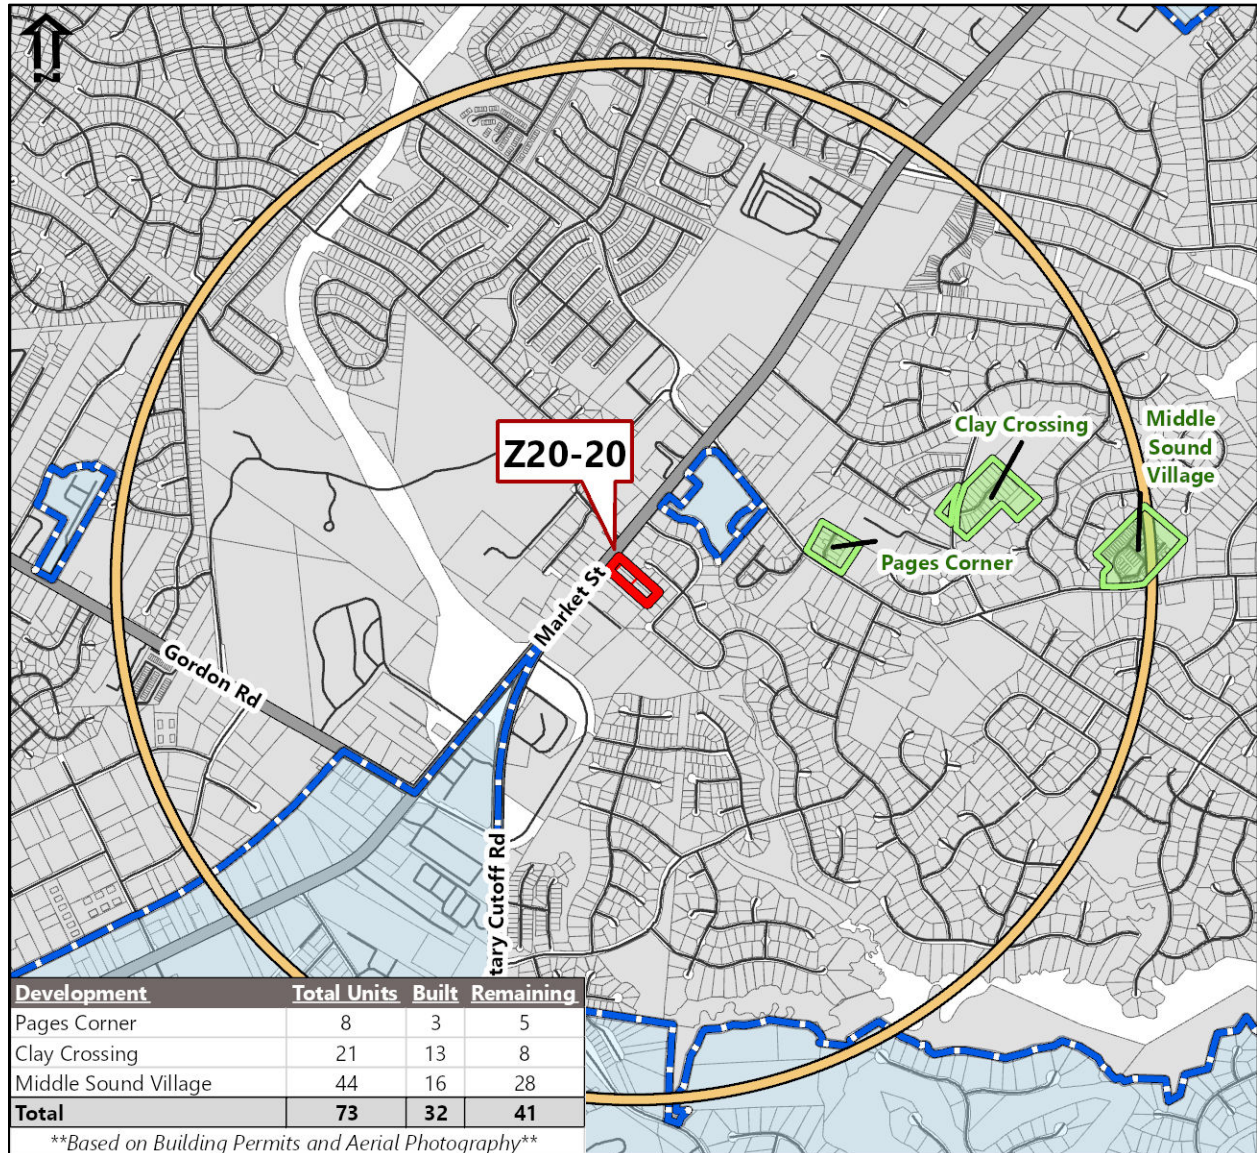 Clay Crossing
Middle
Sound
Village
Z20-20
Pages Corner
Market St
Gordon Rd
tary Cutoff Rd
Development Total Units Built Remaining
Pages Corner 8 3 5
Clay Crossing 21 13 8
Middle Sound Village 44 16 28
Total 73 32 41
**Based on Building Permits and Aerial Photography**